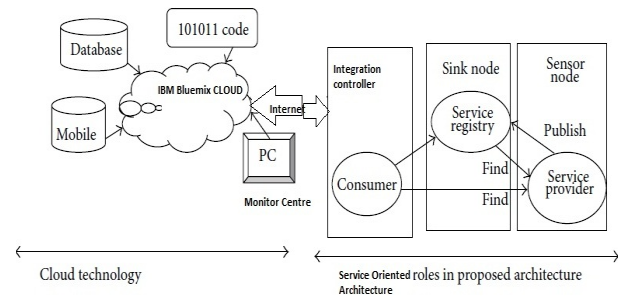 101011 code
Database
IBM Bluemix CLOUD
Mobile
Internet
PC
Monitor Centre
Cloud technology
Integration
controller
Sink node
Sensor
node
Service
registry
Publish
Consumer
Find
Find
Service
provider
Service Oriented roles in proposed architecture
Architecture